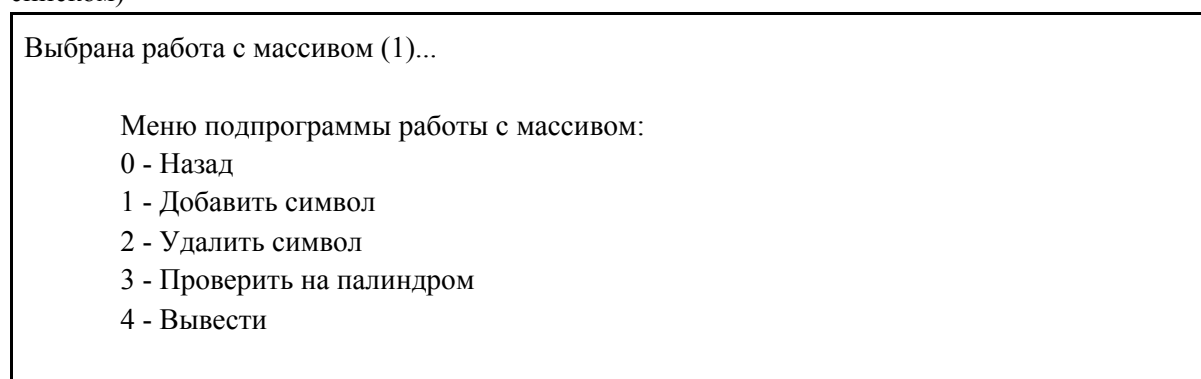 Выбрана работа с массивом (1)...
Меню подпрограммы работы с массивом:
0 - Назад
1 - Добавить символ
2 - Удалить символ
3 - Проверить на палиндром
4 - Вывести